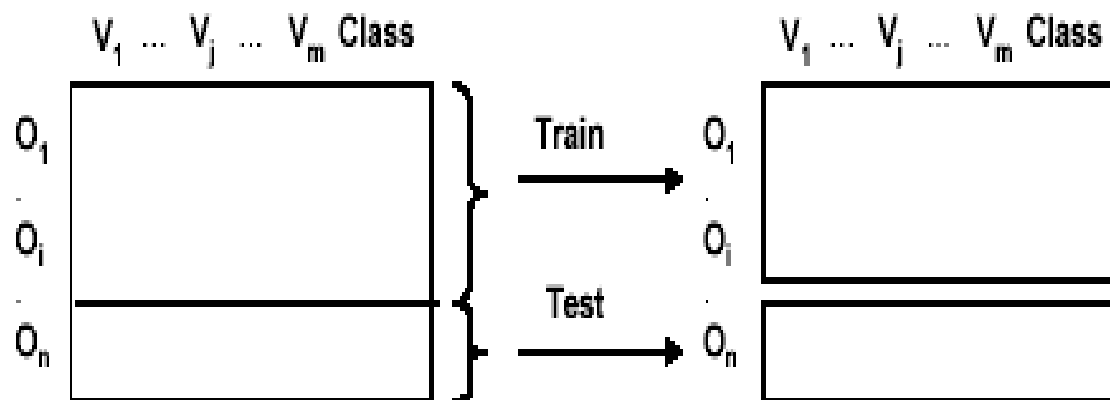 V₁ ... Vⱼ ... Vₘ Class V₁ ... Vⱼ ... Vₘ Class
O₁ Train O₁
.
.
Oᵢ Oᵢ
.
.
Test
Oₙ Oₙ